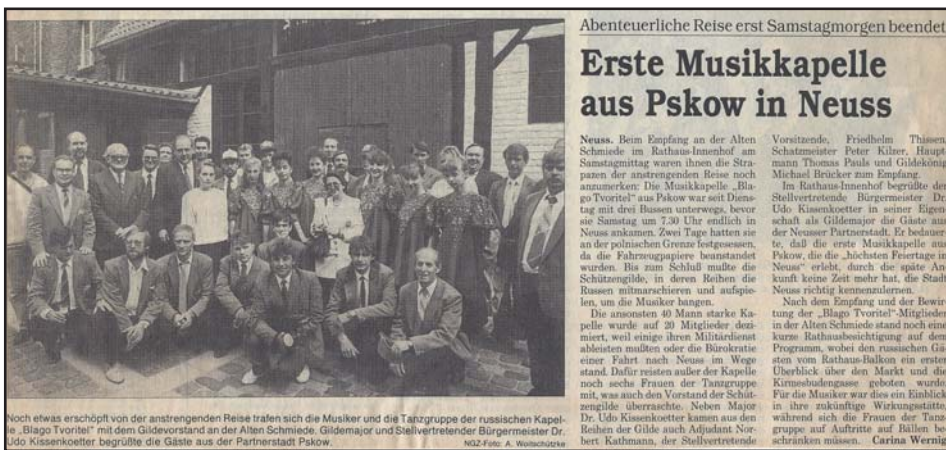 Abenteuerliche Reise erst Samstagmorgen beendet
Erste Musikkapelle
aus Pskow in Neuss
Neuss. Beim Empfang an der Alten
Schmiede im Rathaus-Innenhof am
Samstagmittag waren ihnen die Stra-
pazen der anstrengenden Reise noch
anzumerken: Die Musikkapelle „Bla-
go Tvoritel" aus Pskow war seit Diens-
tag mit drei Bussen unterwegs, bevor
sie Samstag um 7.30 Uhr endlich in
Neuss ankamen. Zwei Tage hatten sie
an der polnischen Grenze festgesessen,
da die Fahrzeugpapiere beanstandet
wurden. Bis zum Schluß mußte die
Schützengilde, in deren Reihen die
Russen mitmarschieren und aufspie-
len, um die Musiker bangen.
Die ansonsten 40 Mann starke Ka-
pelle wurde auf 20 Mitglieder dezi-
miert, weil einige ihren Militärdienst
ableisten mußten oder die Bürokratie
einer Fahrt nach Neuss im Wege
stand. Dafür reisten außer der Kapelle
noch sechs Frauen der Tanzgruppe
mit, was auch den Vorstand der Schüt-
zengilde überraschte. Neben Major
Dr. Udo Kissenkoetter kamen aus den
Reihen der Gilde auch Adjudant Nor-
bert Kathmann, der Stellvertretende
Vorsitzende, Friedhelm Thissen,
Schatzmeister Peter Kilzer, Haupt-
mann Thomas Pauls und Gildekönig
Michael Brücker zum Empfang.
Im Rathaus-Innenhof begrüßte der
Stellvertretende Bürgermeister Dr.
Udo Kissenkoetter in seiner Eigen-
schaft als Gildemajor die Gäste aus
der Neusser Partnerstadt. Er bedauer-
te, daß die erste Musikkapelle aus
Pskow, die die „höchsten Feiertage in
Neuss" erlebt, durch die späte An-
kunft keine Zeit mehr hat, die Stadt
Neuss richtig kennenzulernen.
Nach dem Empfang und der Bewir-
tung der „Blago Tvoritel"-Mitglieder
in der Alten Schmiede stand noch eine
kurze Rathausbesichtigung auf dem
Programm, wobei den russischen Gä-
sten vom Rathaus-Balkon ein erster
Überblick über den Markt und die
Kirmesbudengasse geboten wurde.
Für die Musiker war dies ein Einblick
in ihre zukünftige Wirkungsstätte,
während sich die Frauen der Tanz-
gruppe auf Auftritte auf Bällen be-
schränken müssen. Carina Wernig
Noch etwas erschöpft von der anstrengenden Reise trafen sich die Musiker und die Tanzgruppe der russischen Kapel-
le „Blago Tvoritel" mit dem Gildevorstand an der Alten Schmiede. Gildemajor und Stellvertretender Bürgermeister Dr.
Udo Kissenkoetter begrüßte die Gäste aus der Partnerstadt Pskow.
NGZ-Foto: A. Woitschützke